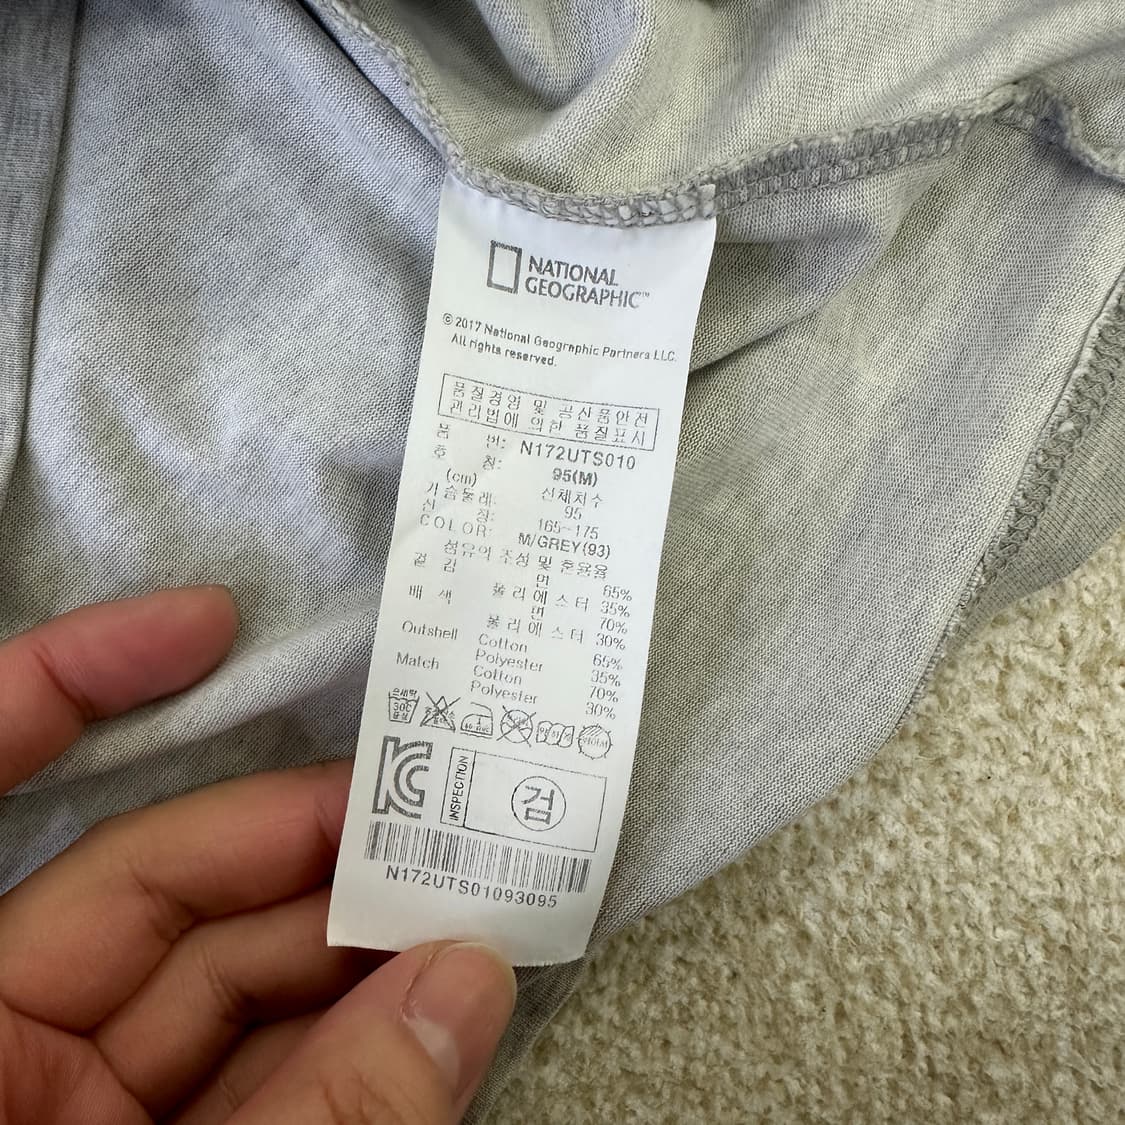 NATIONAL
GEOGRAPHIC™
© 2017 National Geographic Partners LLC.
All rights reserved.
품질경영 및 공산품안전
관리법에 의한 품질표시
품 번: N172UTS010
호 칭: 95(M)
(cm) 신체치수
가슴둘레: 95
신 장: 165~175
COLOR: M/GREY(93)
섬유의 조성 및 혼용율
겉 감 면 65%
폴리에스터 35%
배 색 면 70%
폴리에스터 30%
Outshell Cotton 65%
Polyester 35%
Match Cotton 70%
Polyester 30%
30℃
중성
INSPECTION
검
N172UTS01093095